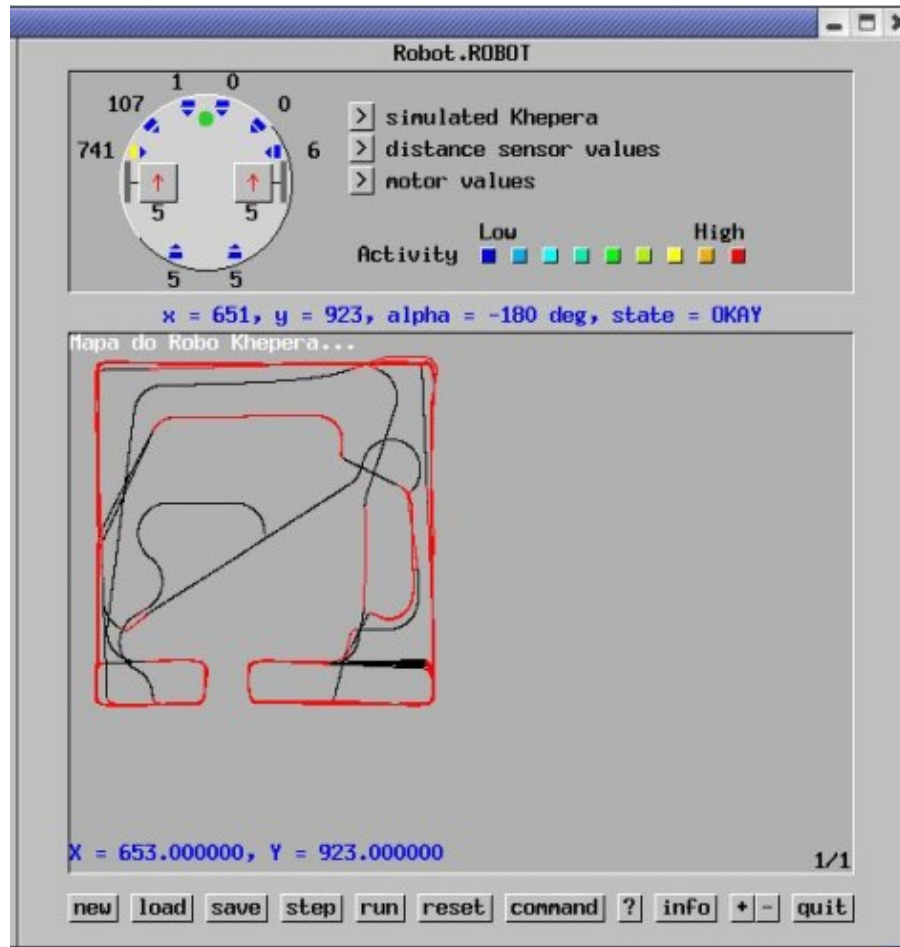 Robot.ROBOT
1 0
107 0
> simulated Khepera
741 6
> distance sensor values
> motor values
5 5
Low High
Activity
5 5
x = 651, y = 923, alpha = -180 deg, state = OKAY
Mapa do Robo Khepera...
X = 653.000000, Y = 923.000000
1/1
new load save step run reset command ? info + - quit